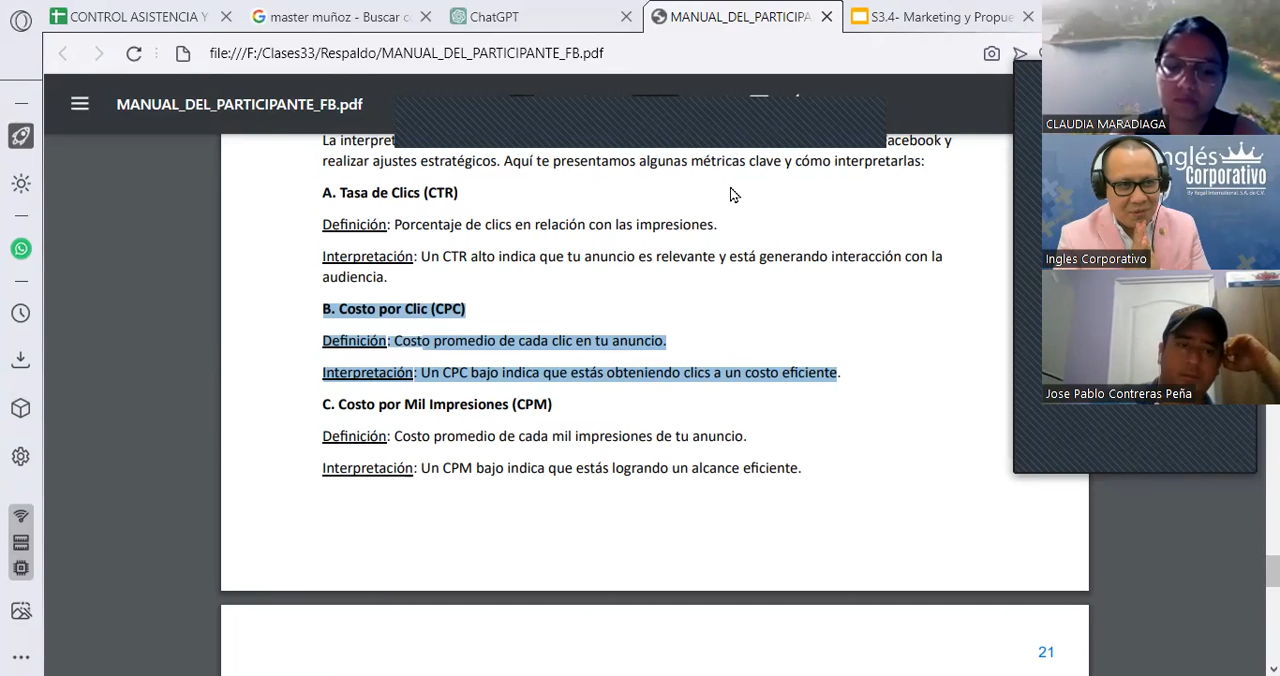 CONTROL ASISTENCIA Y
master muñoz - Buscar c
ChatGPT
MANUAL_DEL_PARTICIPA
S3.4- Marketing y Propue
file:///F:/Clases33/Respaldo/MANUAL_DEL_PARTICIPANTE_FB.pdf
MANUAL_DEL_PARTICIPANTE_FB.pdf
La interpret
acebook y
realizar ajustes estratégicos. Aquí te presentamos algunas métricas clave y cómo interpretarlas:
A. Tasa de Clics (CTR)
Definición: Porcentaje de clics en relación con las impresiones.
Interpretación: Un CTR alto indica que tu anuncio es relevante y está generando interacción con la
audiencia.
B. Costo por Clic (CPC)
Definición: Costo promedio de cada clic en tu anuncio.
Interpretación: Un CPC bajo indica que estás obteniendo clics a un costo eficiente.
C. Costo por Mil Impresiones (CPM)
Definición: Costo promedio de cada mil impresiones de tu anuncio.
Interpretación: Un CPM bajo indica que estás logrando un alcance eficiente.
21
CLAUDIA MARADIAGA
Inglés
Corporativo
By Regal International, S.A. de C.V.
Ingles Corporativo
Jose Pablo Contreras Peña